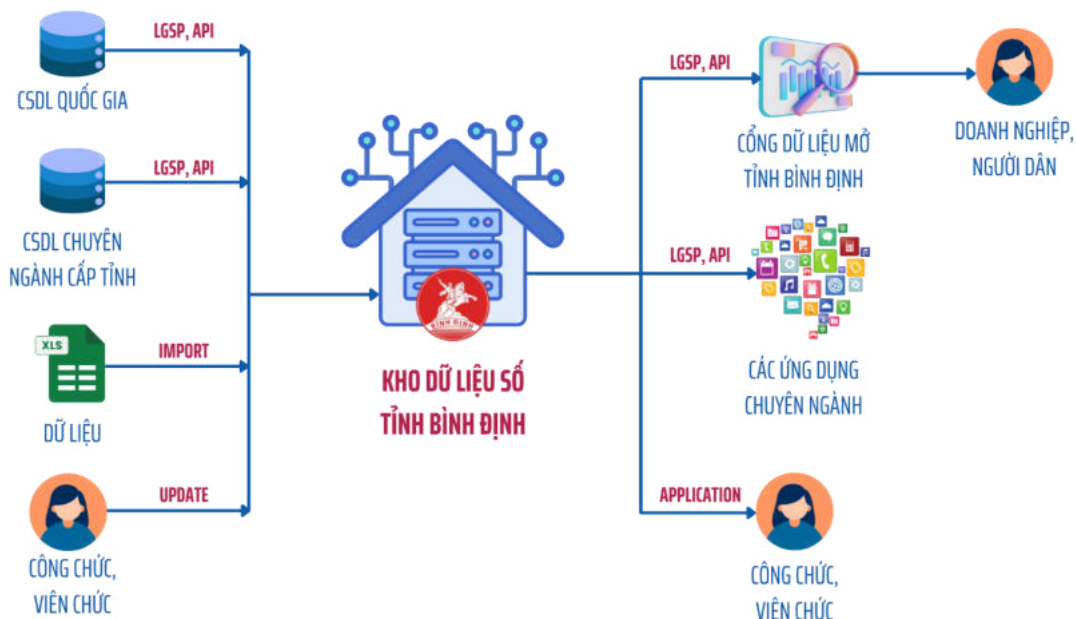 LGSP, API
CSDL QUỐC GIA
LGSP, API
CSDL CHUYÊN
NGÀNH CẤP TỈNH
XLS
IMPORT
DỮ LIỆU
UPDATE
CÔNG CHỨC,
VIÊN CHỨC
BÌNH ĐỊNH
KHO DỮ LIỆU SỐ
TỈNH BÌNH ĐỊNH
LGSP, API
CỔNG DỮ LIỆU MỞ
TỈNH BÌNH ĐỊNH
DOANH NGHIỆP,
NGƯỜI DÂN
LGSP, API
CÁC ỨNG DỤNG
CHUYÊN NGÀNH
APPLICATION
CÔNG CHỨC,
VIÊN CHỨC